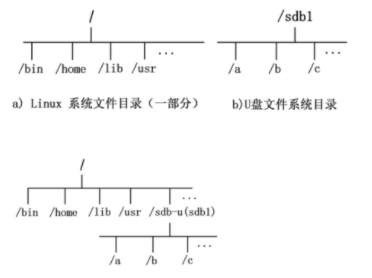 / /sdb1
/bin /home /lib /usr ... /a /b /c ...
a) Linux 系统文件目录（一部分） b)U盘文件系统目录
/
/bin /home /lib /usr /sdb-u(sdb1) ...
/a /b /c ...